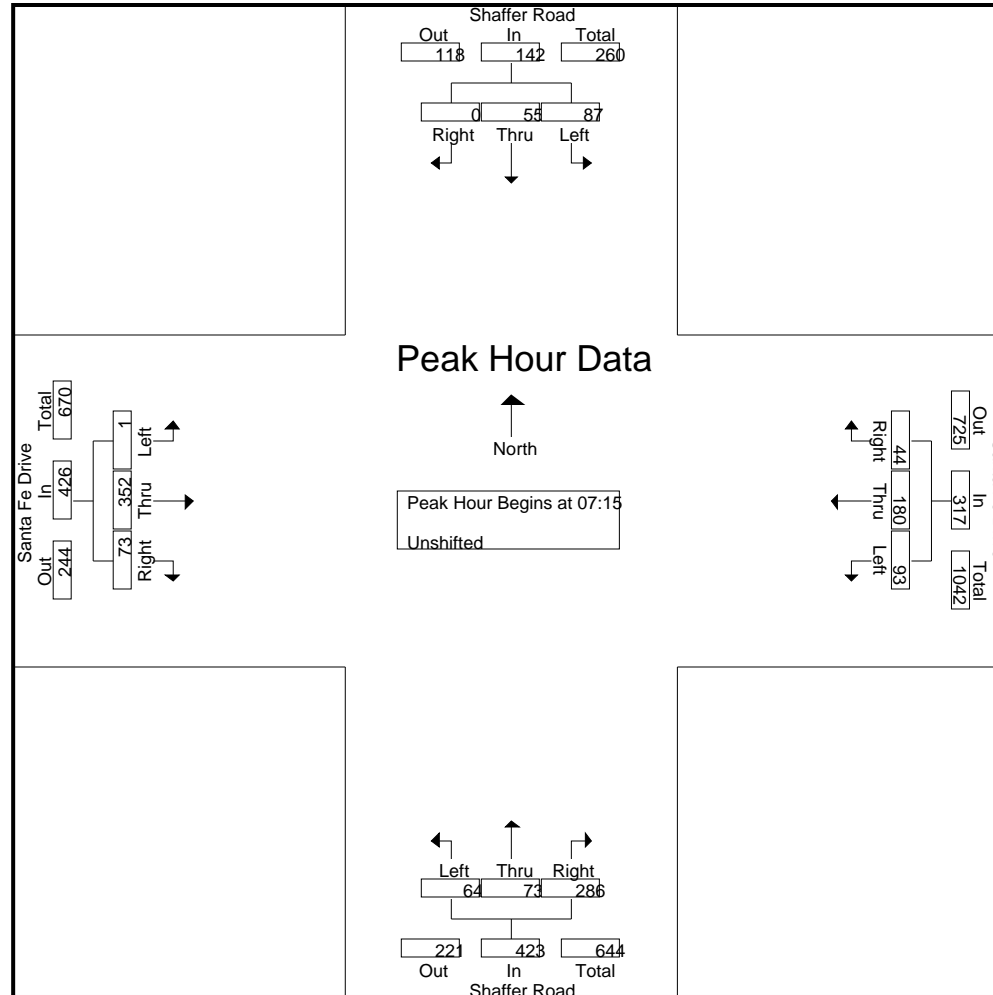 Shaffer Road
Out In Total
118 142 260
0 55 87
Right Thru Left
Peak Hour Data
North
Peak Hour Begins at 07:15
Unshifted
Santa Fe Drive
Total In Out
670 426 244
1 352 73
Left Thru Right
Out In Total
725 317 1042
Right Thru Left
44 180 93
Left Thru Right
64 73 286
221 423 644
Out In Total
Shaffer Road